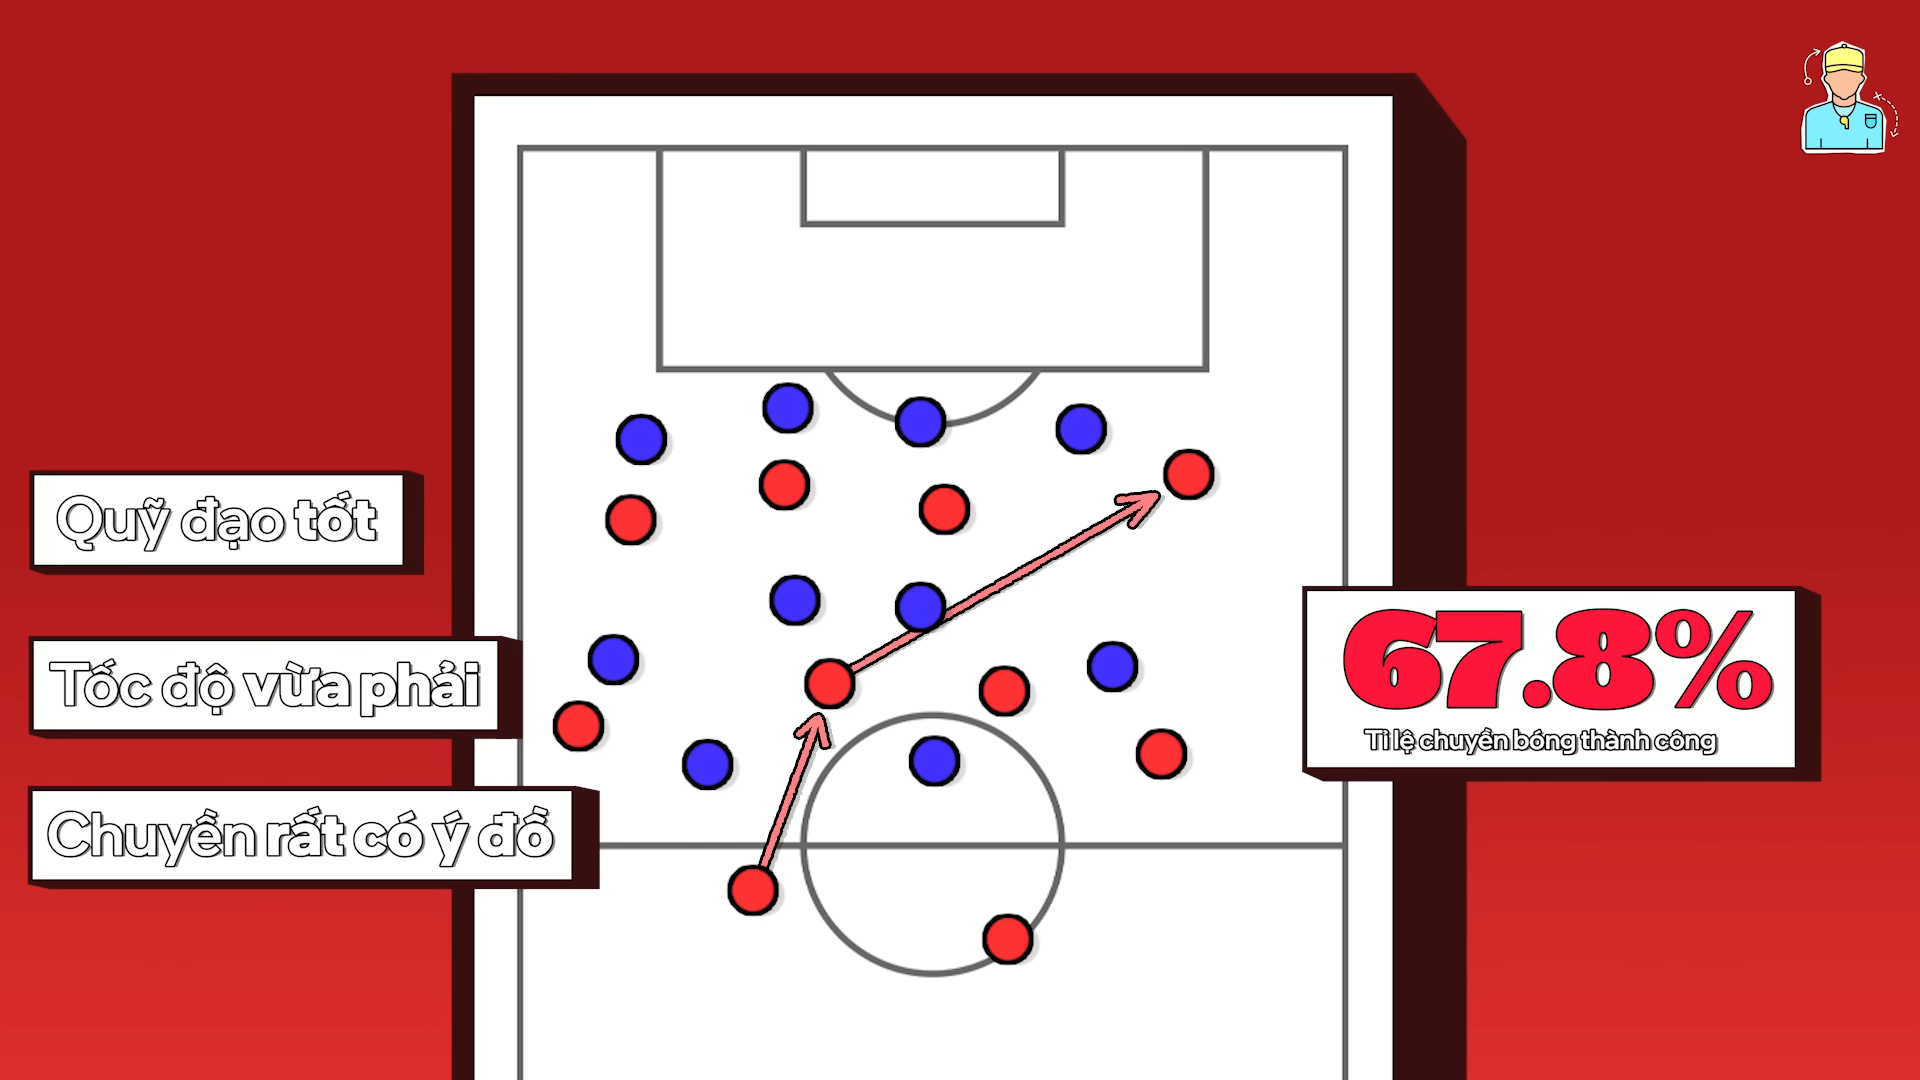 Quỹ đạo tốt
Tốc độ vừa phải
Chuyền rất có ý đồ
67.8%
Tỉ lệ chuyền bóng thành công